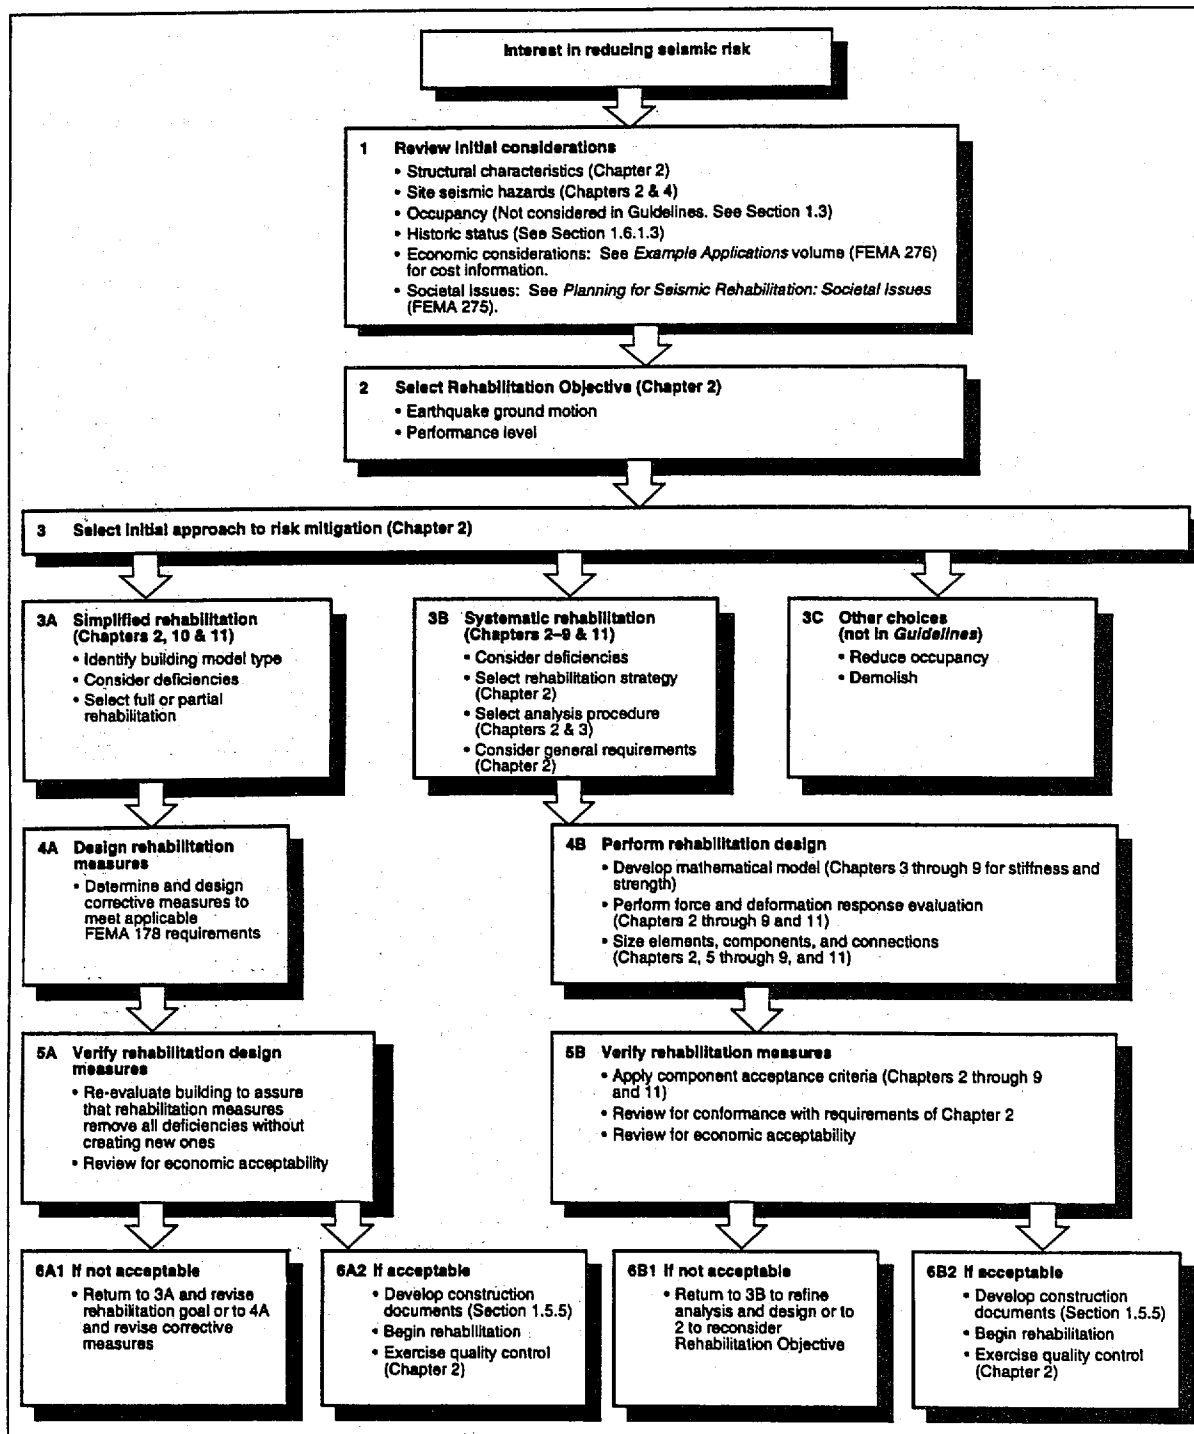 Interest in reducing seismic risk
1 Review initial considerations
• Structural characteristics (Chapter 2)
• Site seismic hazards (Chapters 2 & 4)
• Occupancy (Not considered in Guidelines. See Section 1.3)
• Historic status (See Section 1.6.1.3)
• Economic considerations: See Example Applications volume (FEMA 276)
for cost information.
• Societal issues: See Planning for Seismic Rehabilitation: Societal Issues
(FEMA 275).
2 Select Rehabilitation Objective (Chapter 2)
• Earthquake ground motion
• Performance level
3 Select initial approach to risk mitigation (Chapter 2)
3A Simplified rehabilitation
(Chapters 2, 10 & 11)
• Identify building model type
• Consider deficiencies
• Select full or partial
rehabilitation
3B Systematic rehabilitation
(Chapters 2–9 & 11)
• Consider deficiencies
• Select rehabilitation strategy
(Chapter 2)
• Select analysis procedure
(Chapters 2 & 3)
• Consider general requirements
(Chapter 2)
3C Other choices
(not in Guidelines)
• Reduce occupancy
• Demolish
4A Design rehabilitation
measures
• Determine and design
corrective measures to
meet applicable
FEMA 178 requirements
4B Perform rehabilitation design
• Develop mathematical model (Chapters 3 through 9 for stiffness and
strength)
• Perform force and deformation response evaluation
(Chapters 2 through 9 and 11)
• Size elements, components, and connections
(Chapters 2, 5 through 9, and 11)
5A Verify rehabilitation design
measures
• Re-evaluate building to assure
that rehabilitation measures
remove all deficiencies without
creating new ones
• Review for economic acceptability
5B Verify rehabilitation measures
• Apply component acceptance criteria (Chapters 2 through 9
and 11)
• Review for conformance with requirements of Chapter 2
• Review for economic acceptability
6A1 If not acceptable
• Return to 3A and revise
rehabilitation goal or to 4A
and revise corrective
measures
6A2 If acceptable
• Develop construction
documents (Section 1.5.5)
• Begin rehabilitation
• Exercise quality control
(Chapter 2)
6B1 If not acceptable
• Return to 3B to refine
analysis and design or to
2 to reconsider
Rehabilitation Objective
6B2 If acceptable
• Develop construction
documents (Section 1.5.5)
• Begin rehabilitation
• Exercise quality control
(Chapter 2)